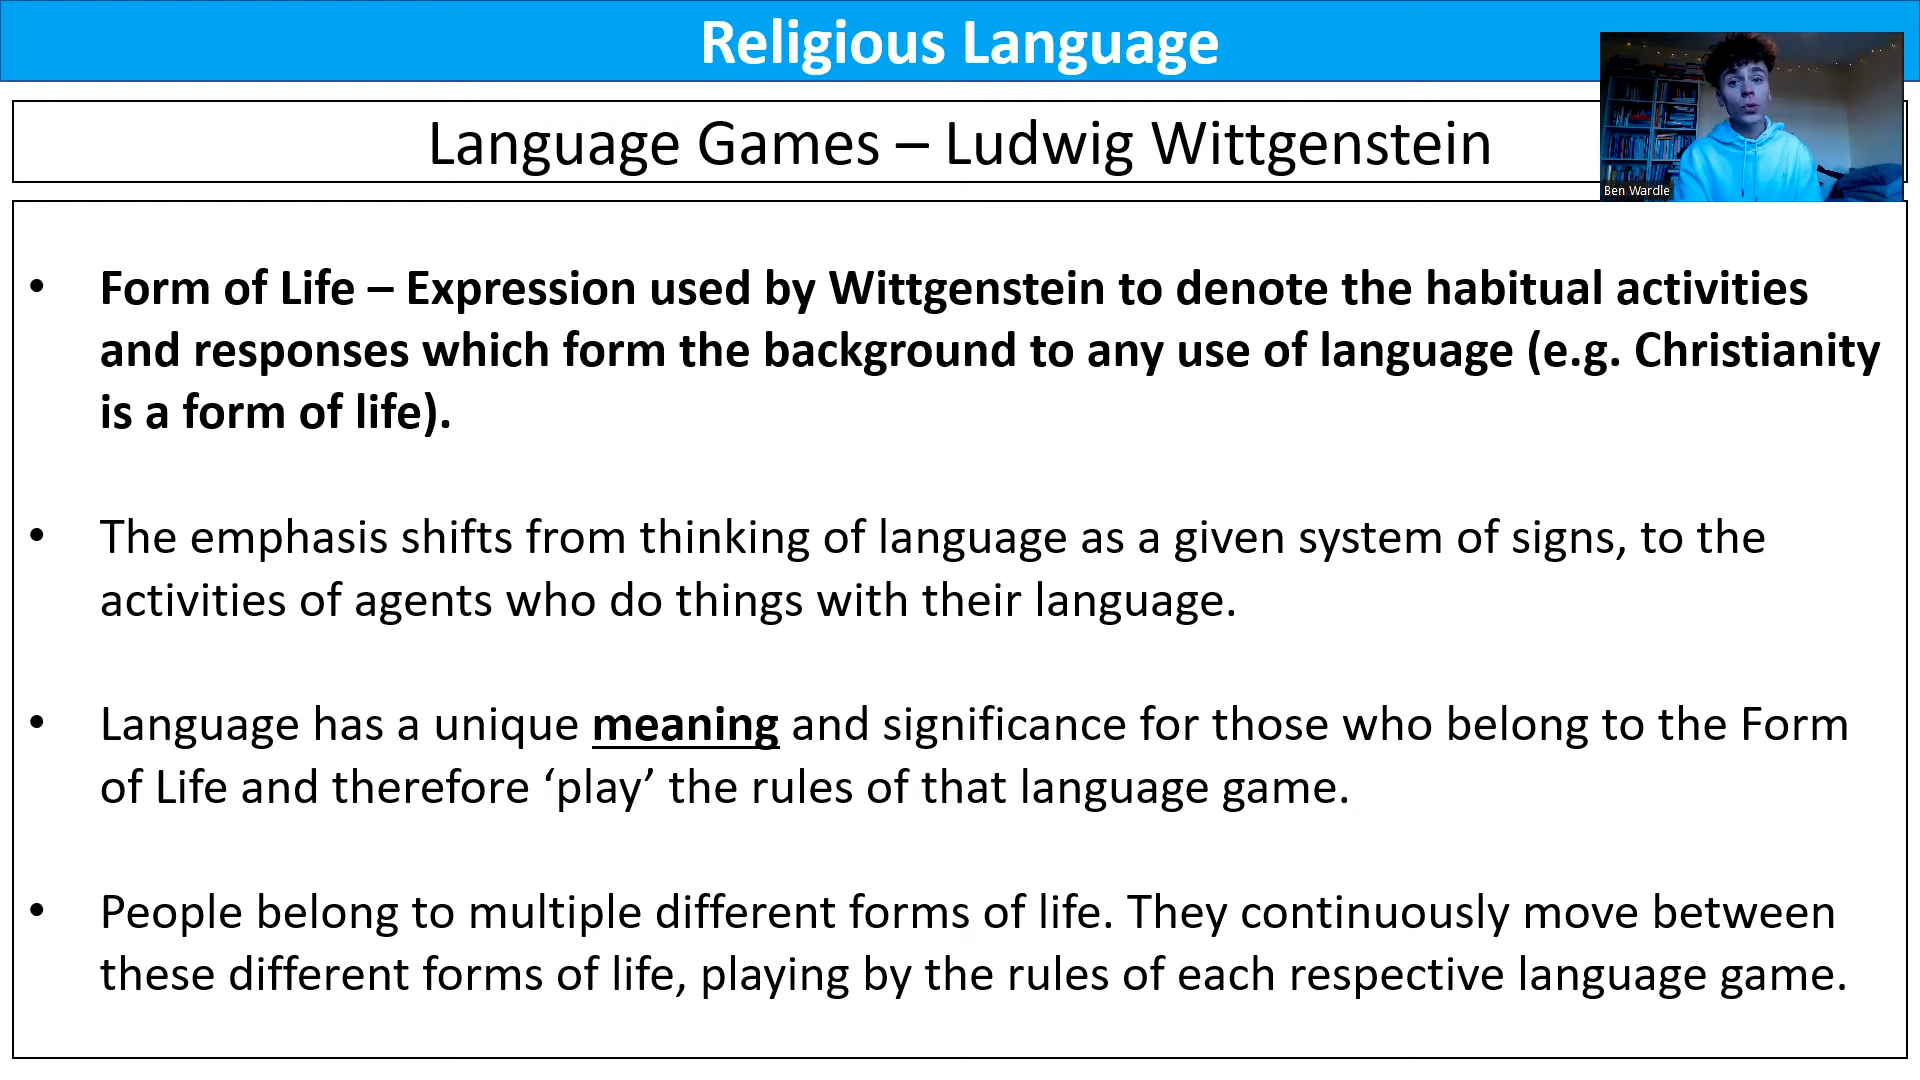 Religious Language
Language Games – Ludwig Wittgenstein
Ben Wardle
• Form of Life – Expression used by Wittgenstein to denote the habitual activities
and responses which form the background to any use of language (e.g. Christianity
is a form of life).
• The emphasis shifts from thinking of language as a given system of signs, to the
activities of agents who do things with their language.
• Language has a unique meaning and significance for those who belong to the Form
of Life and therefore ‘play’ the rules of that language game.
• People belong to multiple different forms of life. They continuously move between
these different forms of life, playing by the rules of each respective language game.